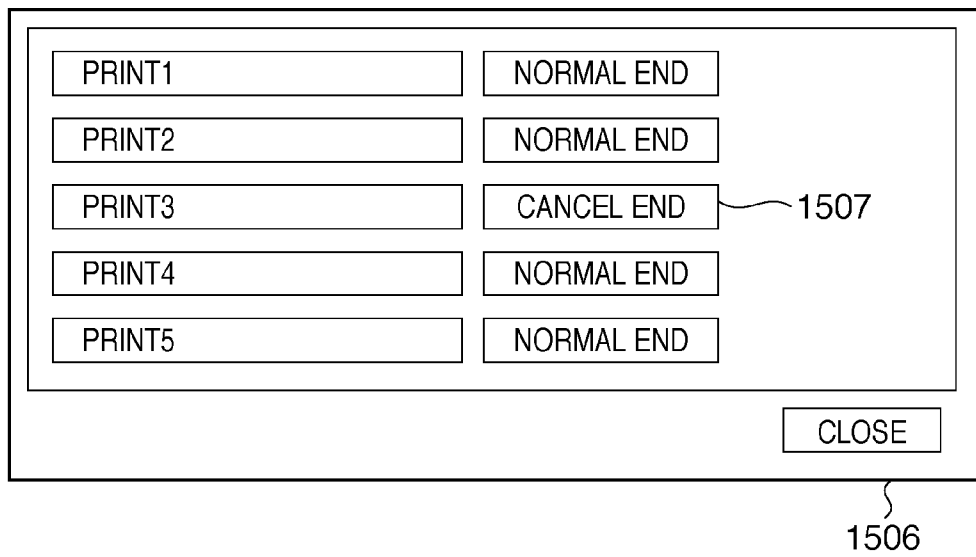 PRINT1 NORMAL END
PRINT2 NORMAL END
PRINT3 CANCEL END 1507
PRINT4 NORMAL END
PRINT5 NORMAL END
CLOSE
1506